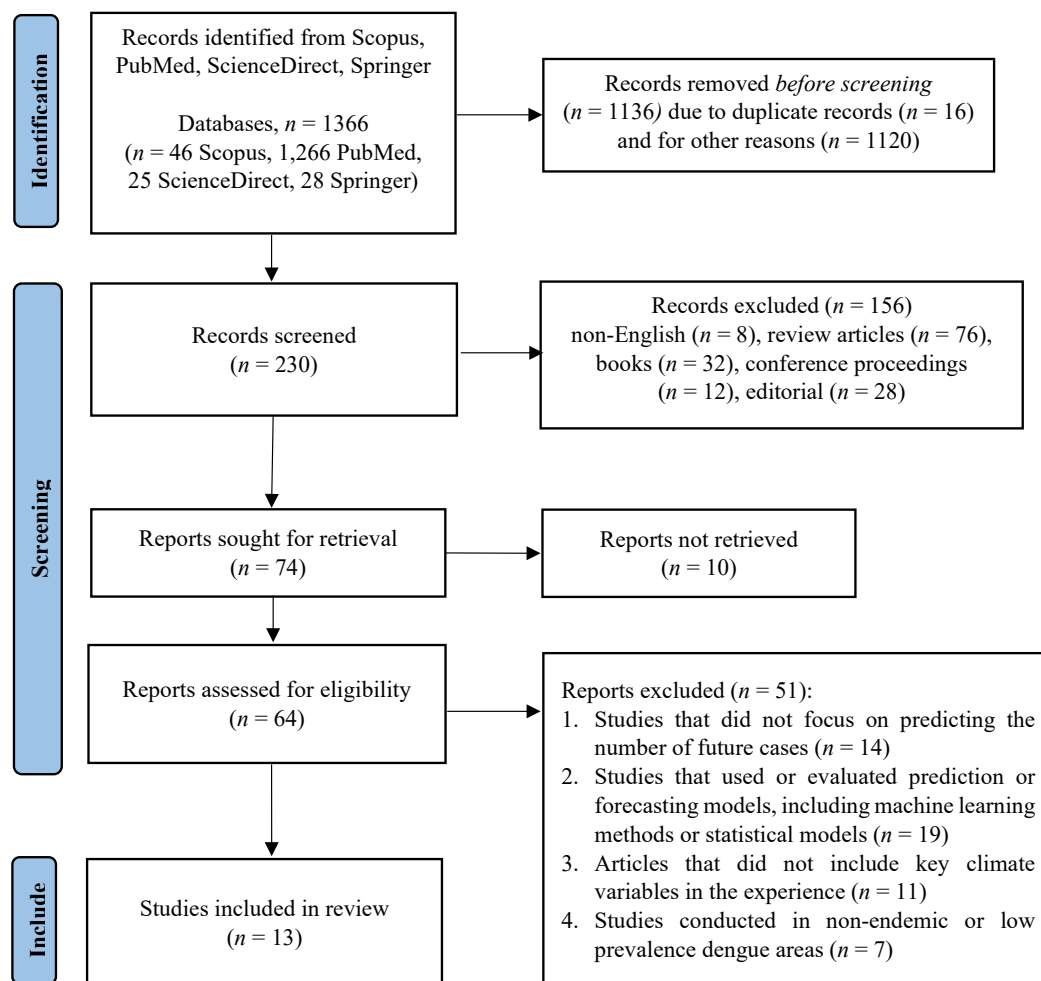 Identification
Records identified from Scopus,
PubMed, ScienceDirect, Springer
Databases, n = 1366
(n = 46 Scopus, 1,266 PubMed,
25 ScienceDirect, 28 Springer)
Records removed before screening
(n = 1136) due to duplicate records (n = 16)
and for other reasons (n = 1120)
Screening
Records screened
(n = 230)
Records excluded (n = 156)
non-English (n = 8), review articles (n = 76),
books (n = 32), conference proceedings
(n = 12), editorial (n = 28)
Reports sought for retrieval
(n = 74)
Reports not retrieved
(n = 10)
Reports assessed for eligibility
(n = 64)
Reports excluded (n = 51):
1. Studies that did not focus on predicting the
number of future cases (n = 14)
2. Studies that used or evaluated prediction or
forecasting models, including machine learning
methods or statistical models (n = 19)
3. Articles that did not include key climate
variables in the experience (n = 11)
4. Studies conducted in non-endemic or low
prevalence dengue areas (n = 7)
Include
Studies included in review
(n = 13)